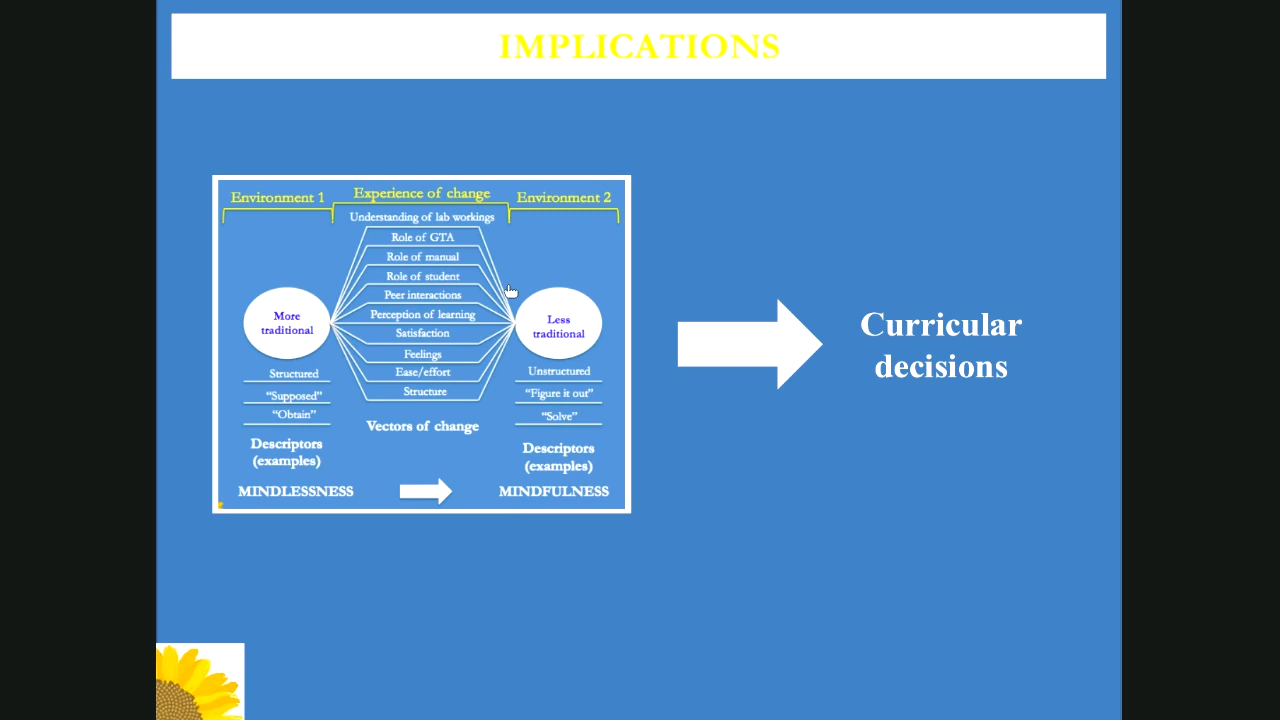 IMPLICATIONS
Environment 1
Experience of change
Environment 2
Understanding of lab workings
Role of GTA
Role of manual
Role of student
Peer interactions
Perception of learning
Satisfaction
Feelings
Ease/effort
Structure
Vectors of change
More
traditional
Structured
“Supposed”
“Obtain”
Descriptors
(examples)
MINDLESSNESS
Less
traditional
Unstructured
“Figure it out”
“Solve”
Descriptors
(examples)
MINDFULNESS
Curricular
decisions